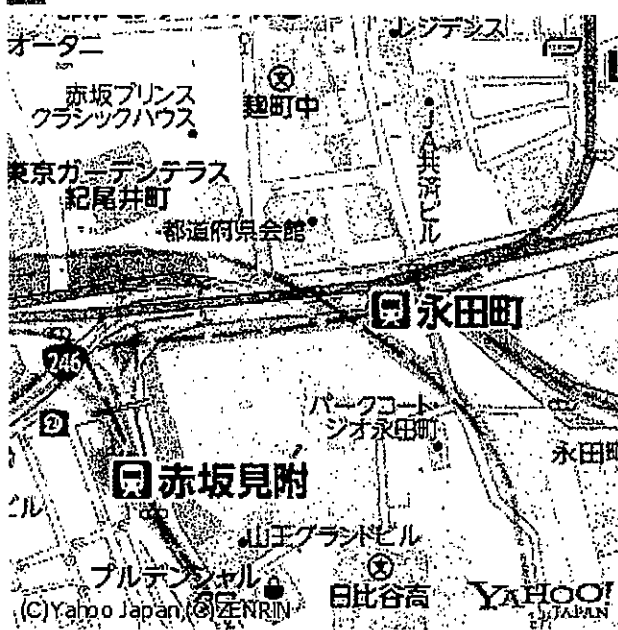 レジデンス
オータニ
赤坂プリンス
クラシックハウス
麹町中
JA共済ビル
東京ガーデンテラス
紀尾井町
都道府県会館
永田町
246
パークコート
ジオ永田町
永田町
赤坂見附
ビル
山王グランドビル
プルデンシャル
日比谷高
(C)Yahoo Japan,(C)ZENRIN
YAHOO!
JAPAN